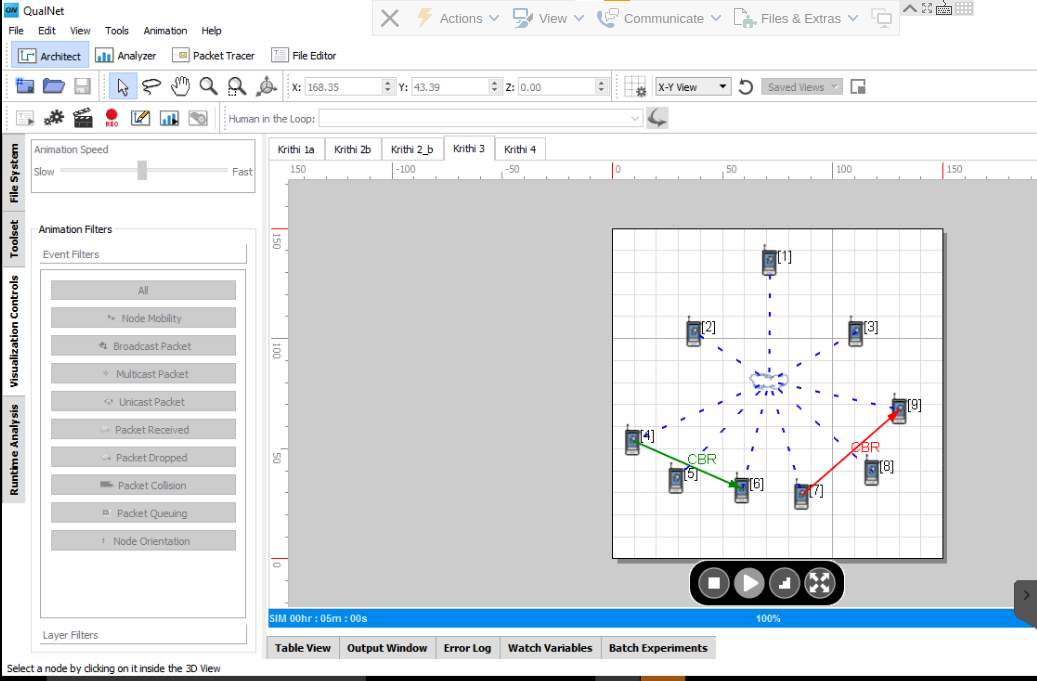 QN QualNet
Actions View Communicate Files & Extras
File Edit View Tools Animation Help
Architect Analyzer Packet Tracer File Editor
X: 168.35 Y: 43.39 Z: 0.00 X-Y View Saved Views
REC Human in the Loop:
File System
Toolset
Visualization Controls
Runtime Analysis
Animation Speed
Slow Fast
Animation Filters
Event Filters
All
Node Mobility
Broadcast Packet
Multicast Packet
Unicast Packet
Packet Received
Packet Dropped
Packet Collision
Packet Queuing
Node Orientation
Layer Filters
Krithi 1a Krithi 2b Krithi 2_b Krithi 3 Krithi 4
150 -100 -50 0 50 100 150
150
100
50
0
[1]
[2] [3]
[9]
[4]
CBR CBR
[5] [6] [7] [8]
SIM 00hr : 05m : 00s 100%
Table View Output Window Error Log Watch Variables Batch Experiments
Select a node by clicking on it inside the 3D View